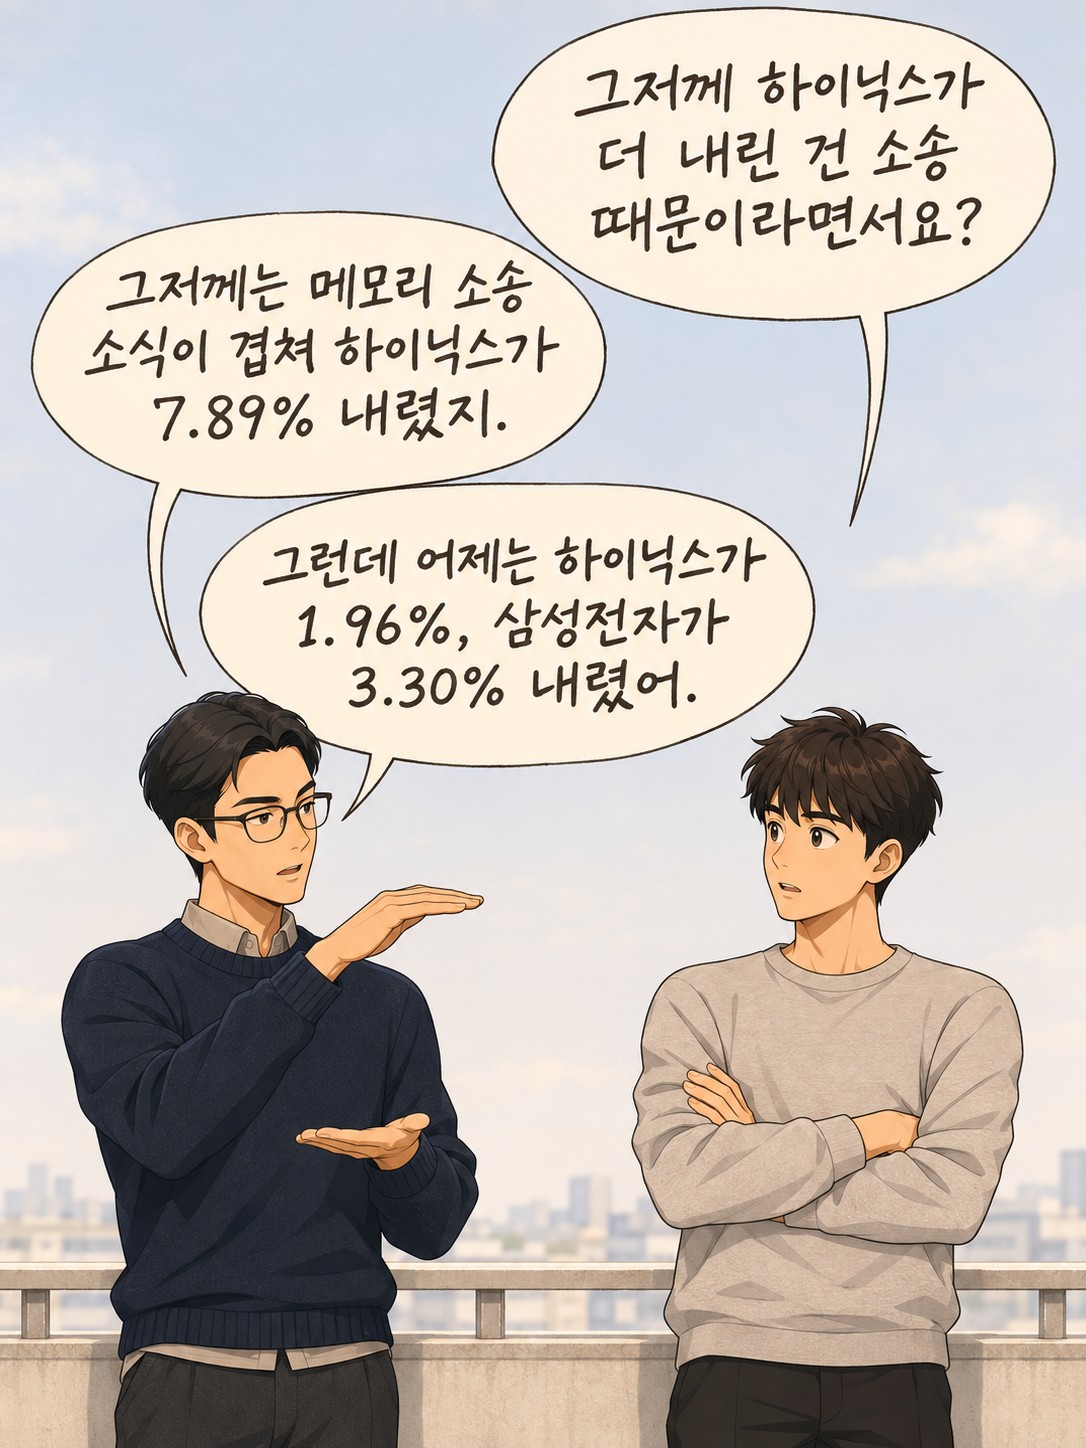 그저께 하이닉스가
더 내린 건 소송
때문이라면서요?
그저께는 메모리 소송
소식이 겹쳐 하이닉스가
7.89% 내렸지.
그런데 어제는 하이닉스가
1.96%, 삼성전자가
3.30% 내렸어.